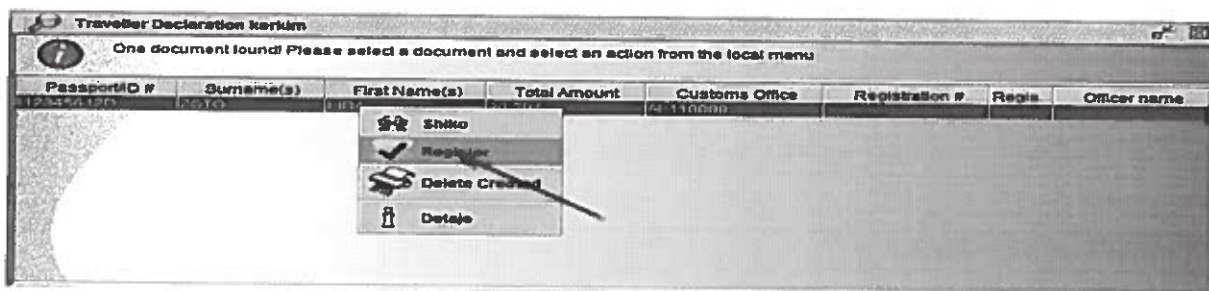 Traveller Declaration kerkim
One document found! Please select a document and select an action from the local menu
Passport/ID # Surname(s) First Name(s) Total Amount Customs Office Registration # Regis. Officer name
Shiko
Register
Delete Created
Detaje